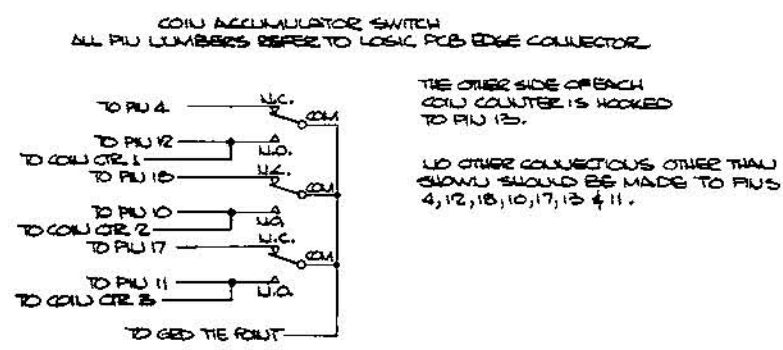 COIN ACCUMULATOR SWITCH
ALL PIN NUMBERS REFER TO LOGIC PCB EDGE CONNECTOR
TO PIN 4
N.C.
COM
TO PIN 12
N.O.
TO COIN CTR 1
TO PIN 18
N.C.
COM
TO PIN 10
N.O.
TO COIN CTR 2
TO PIN 17
N.C.
COM
TO PIN 11
N.O.
TO COIN CTR 3
TO GND TIE POINT
THE OTHER SIDE OF EACH
COIN COUNTER IS HOOKED
TO PIN 13.
NO OTHER CONNECTIONS OTHER THAN
SHOWN SHOULD BE MADE TO PINS
4,12,18,10,17,13 & 11.